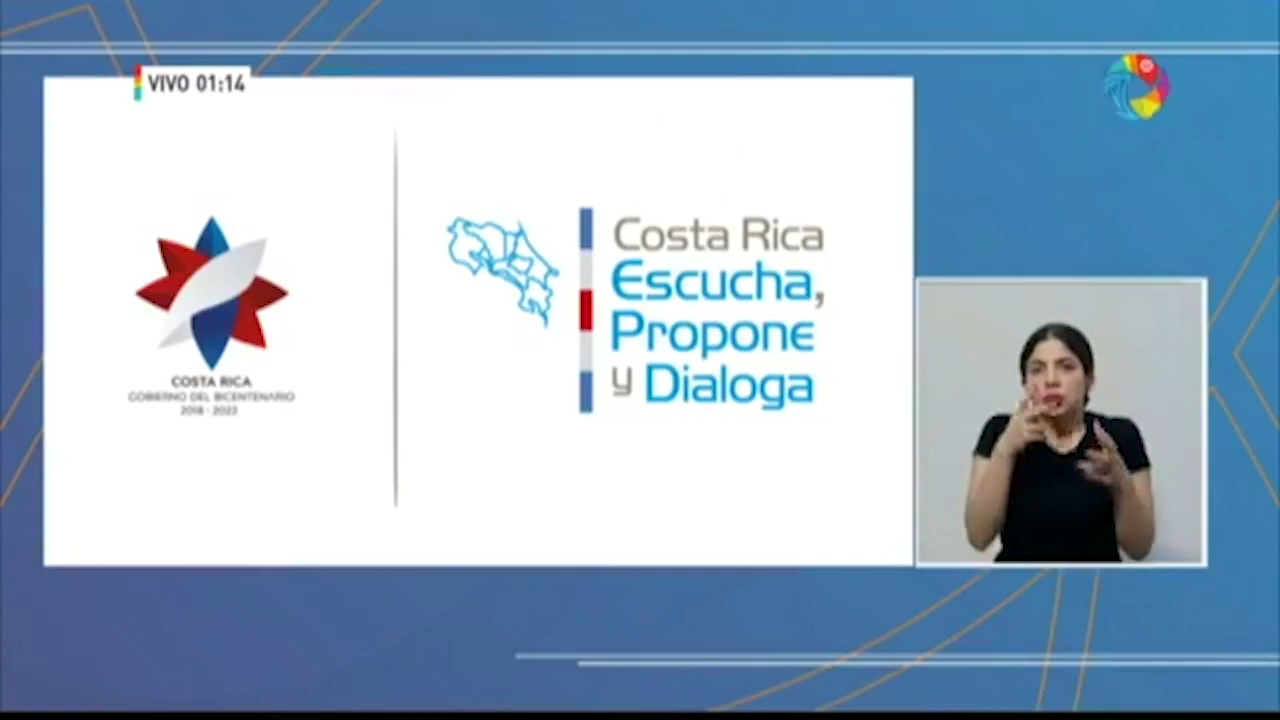 VIVO 01:14
COSTA RICA
GOBIERNO DEL BICENTENARIO
2018 - 2022
Costa Rica
Escucha,
Propone
y Dialoga